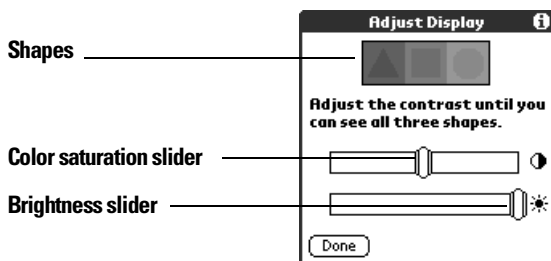 Adjust Display
Shapes
Adjust the contrast until you
can see all three shapes.
Color saturation slider
Brightness slider
Done